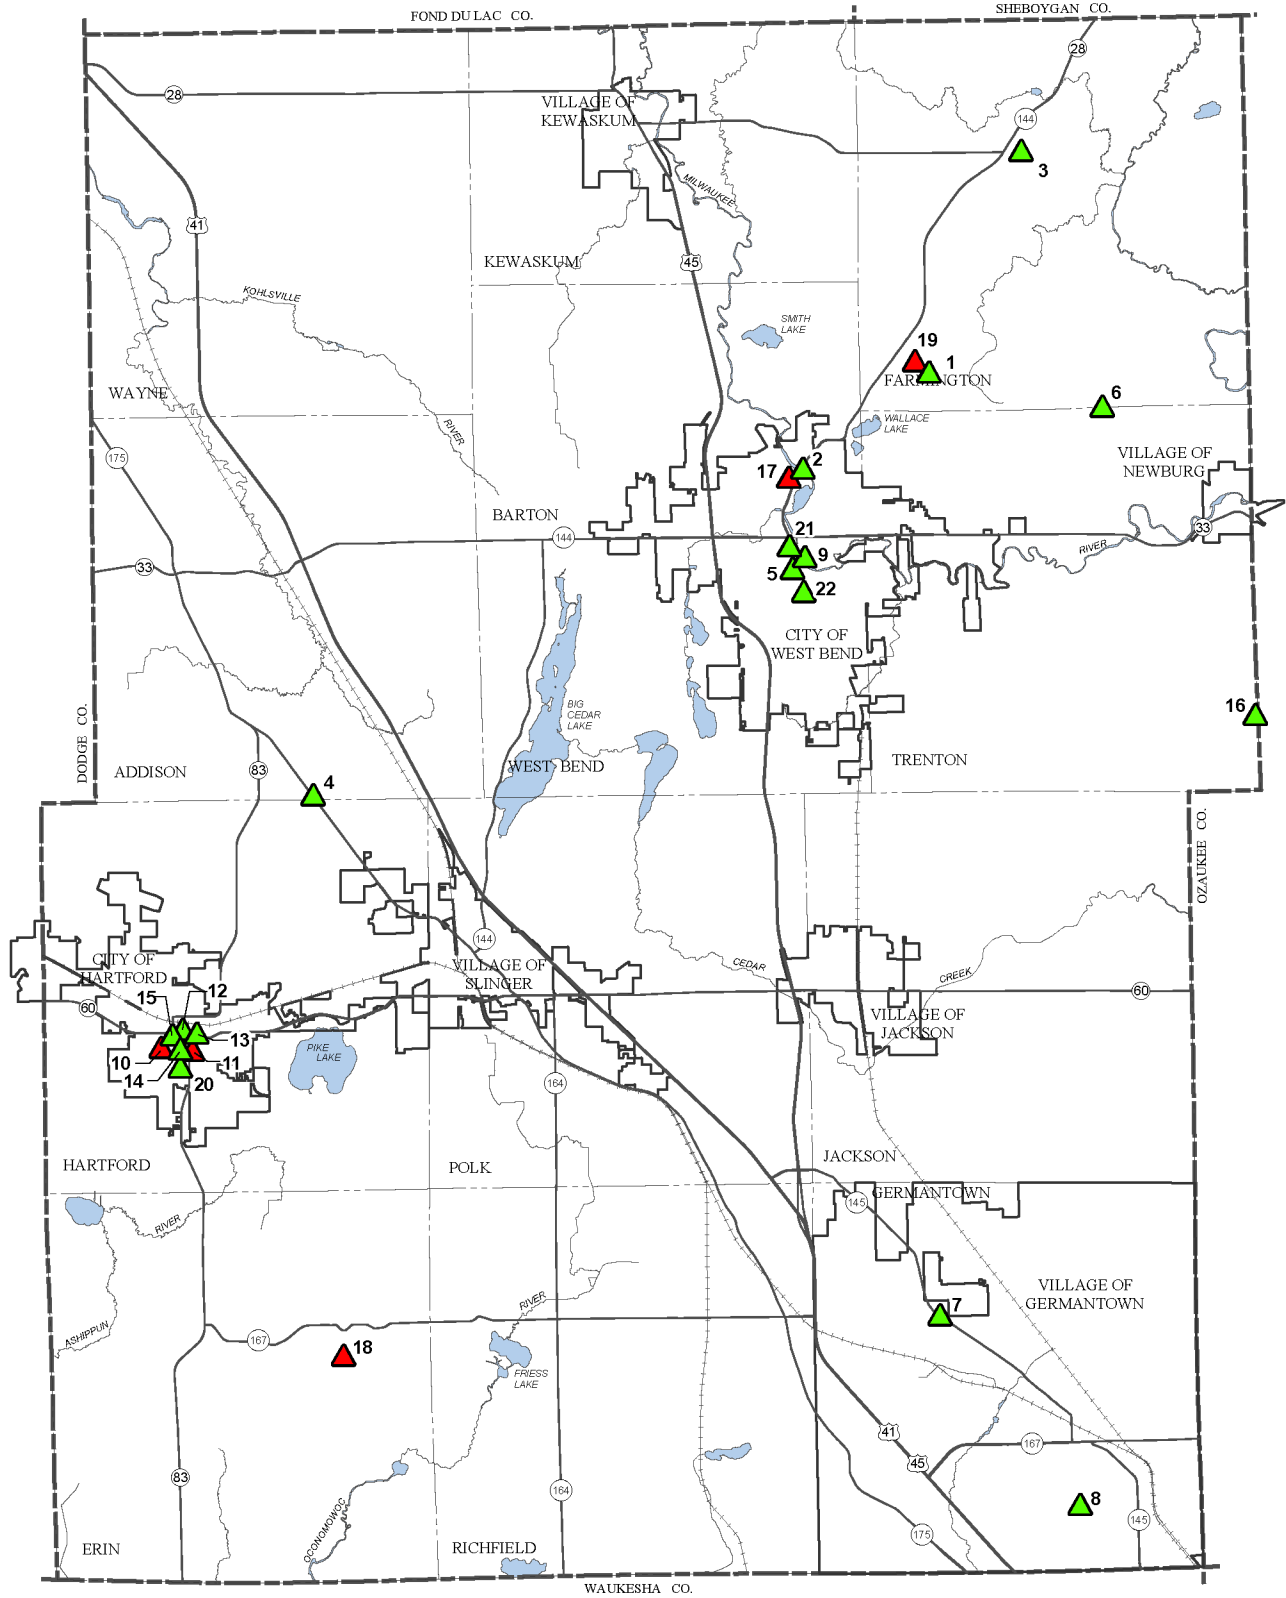 FOND DU LAC CO.
SHEBOYGAN CO.
28
28
VILLAGE OF
KEWASKUM
144
3
MILWAUKEE
41
KEWASKUM
45
KOHLSVILLE
SMITH
LAKE
19
1
FARMINGTON
WAYNE
6
RIVER
WALLACE
LAKE
175
VILLAGE OF
NEWBURG
17
2
BARTON
144
21
33
RIVER
9
33
5
22
CITY OF
WEST BEND
BIG
CEDAR
LAKE
16
DODGE CO.
ADDISON
83
WEST BEND
TRENTON
4
OZAUKEE CO.
144
CITY OF
HARTFORD
VILLAGE OF
SLINGER
CEDAR
CREEK
15
12
60
60
VILLAGE OF
JACKSON
13
PIKE
LAKE
10
11
14
20
164
HARTFORD
POLK
JACKSON
GERMANTOWN
145
RIVER
VILLAGE OF
GERMANTOWN
RIVER
7
ASHIPPUN
167
18
FRIESS
LAKE
41
167
45
83
164
8
OCONOMOWOC
145
175
ERIN
RICHFIELD
WAUKESHA CO.